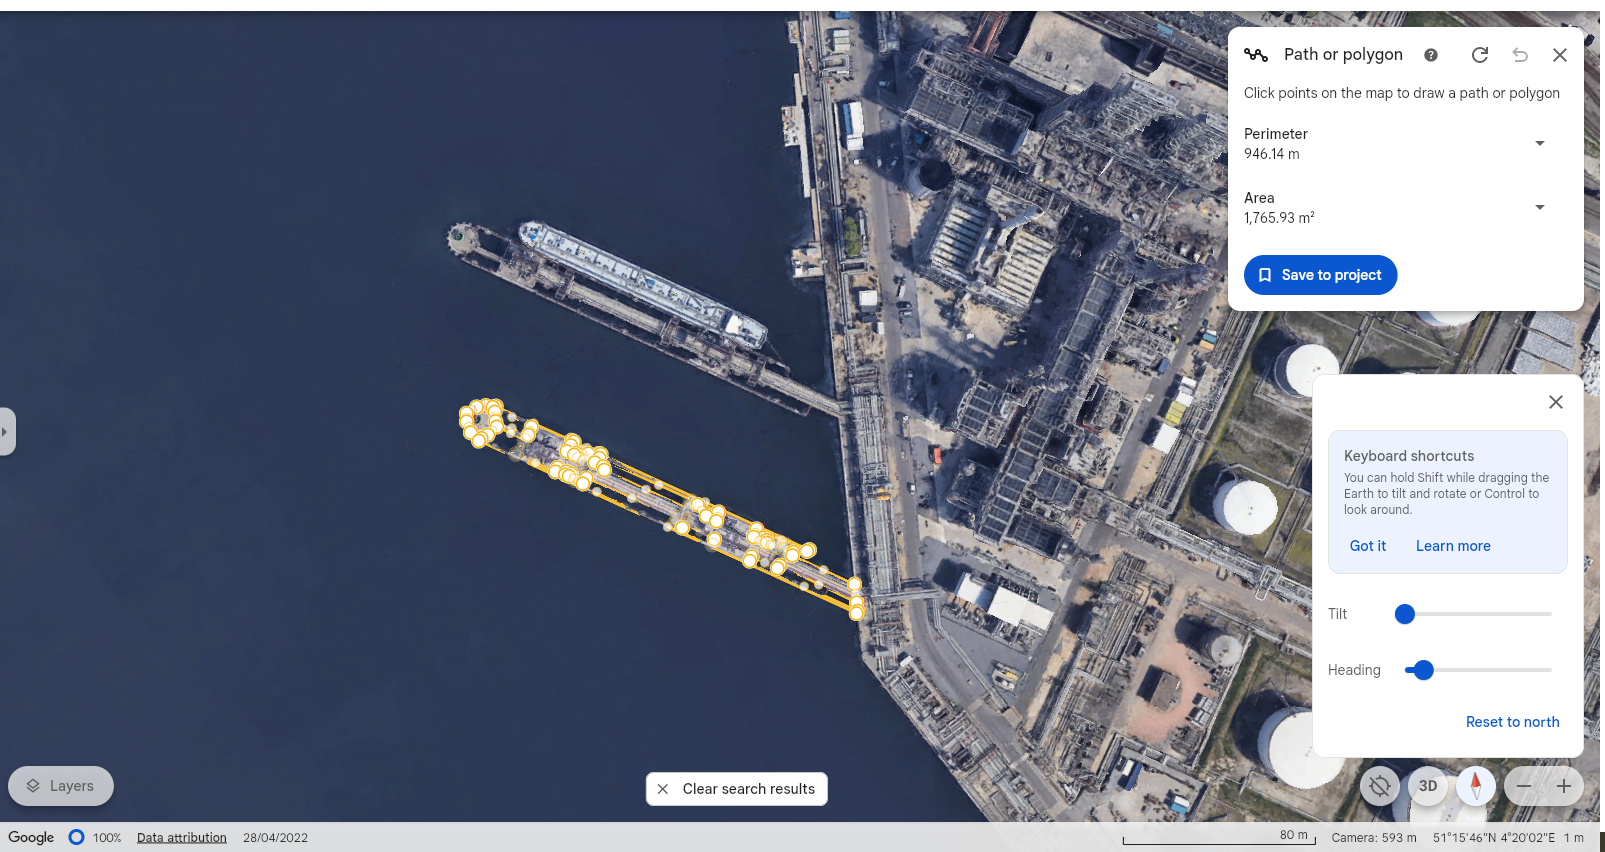 Path or polygon
Click points on the map to draw a path or polygon
Perimeter
946.14 m
Area
1,765.93 m²
Save to project
Keyboard shortcuts
You can hold Shift while dragging the
Earth to tilt and rotate or Control to
look around.
Got it Learn more
Tilt
Heading
Reset to north
Layers
Clear search results
3D
Google 100% Data attribution 28/04/2022 80 m Camera: 593 m 51°15'46"N 4°20'02"E 1 m